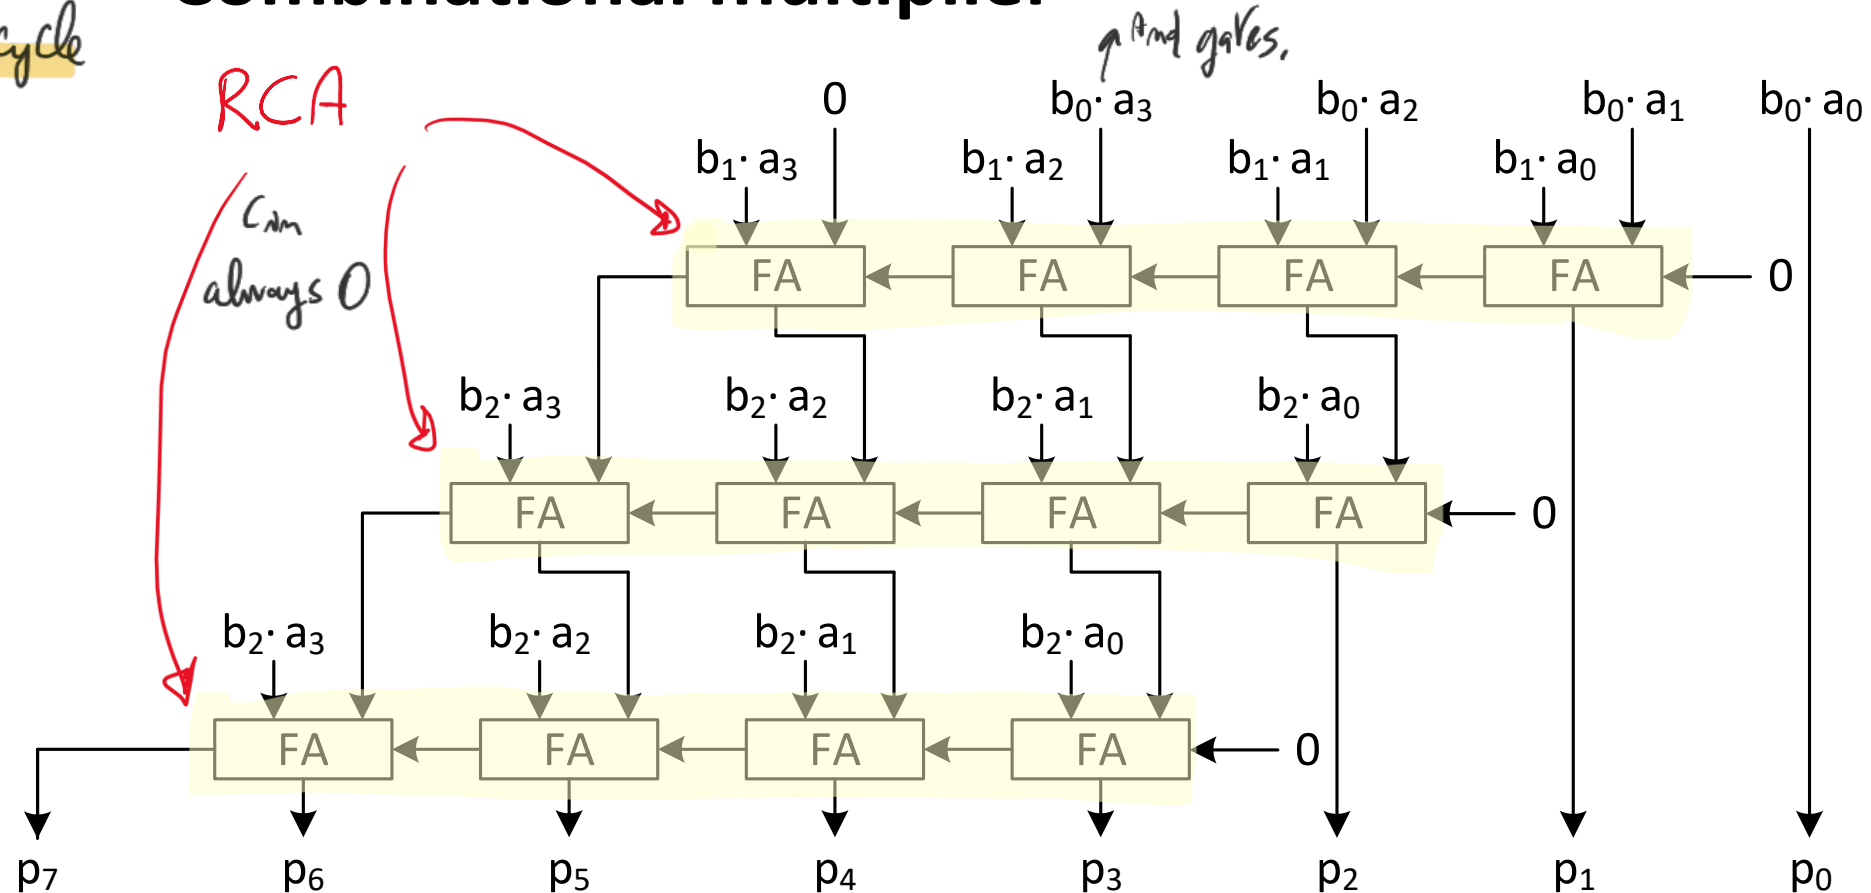 combinational multiplier
cycle
And gates.
RCA
0 b₀· a₃ b₀· a₂ b₀· a₁ b₀· a₀
b₁· a₃ b₁· a₂ b₁· a₁ b₁· a₀
Cin
always 0
FA FA FA FA 0
b₂· a₃ b₂· a₂ b₂· a₁ b₂· a₀
FA FA FA FA 0
b₂· a₃ b₂· a₂ b₂· a₁ b₂· a₀
FA FA FA FA 0
p₇ p₆ p₅ p₄ p₃ p₂ p₁ p₀